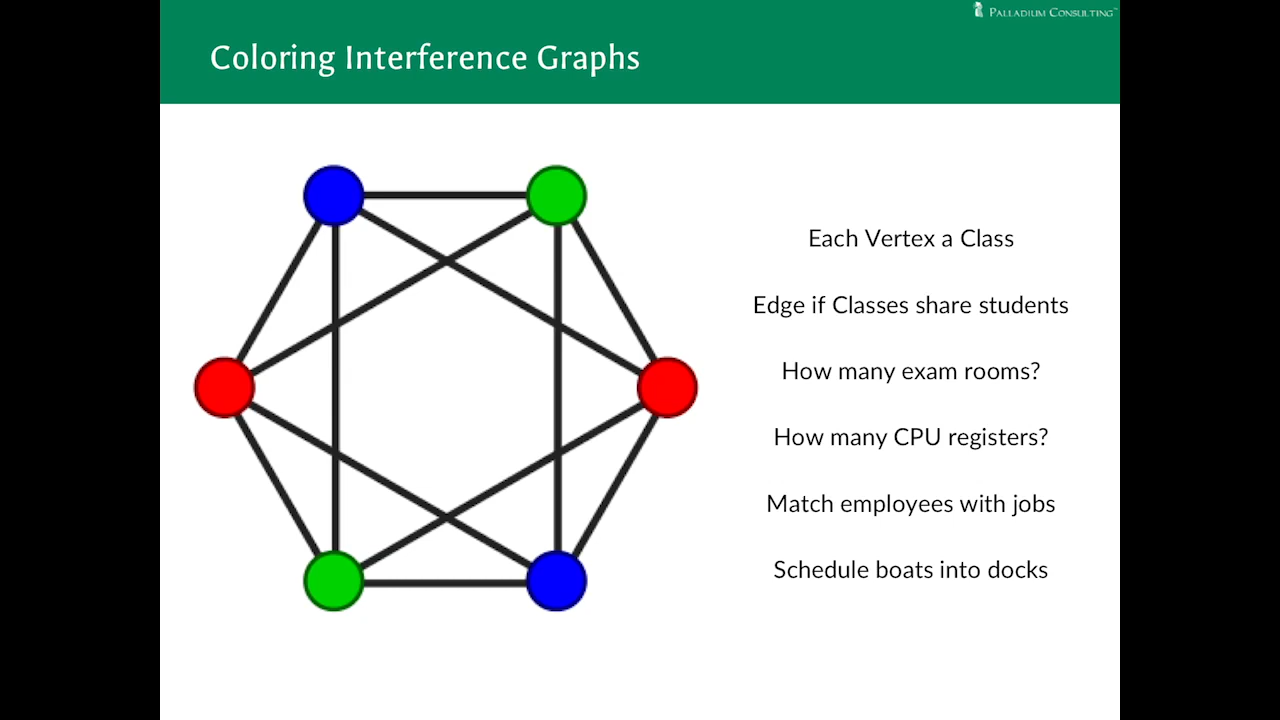 PALLADIUM CONSULTING™
Coloring Interference Graphs
Each Vertex a Class
Edge if Classes share students
How many exam rooms?
How many CPU registers?
Match employees with jobs
Schedule boats into docks